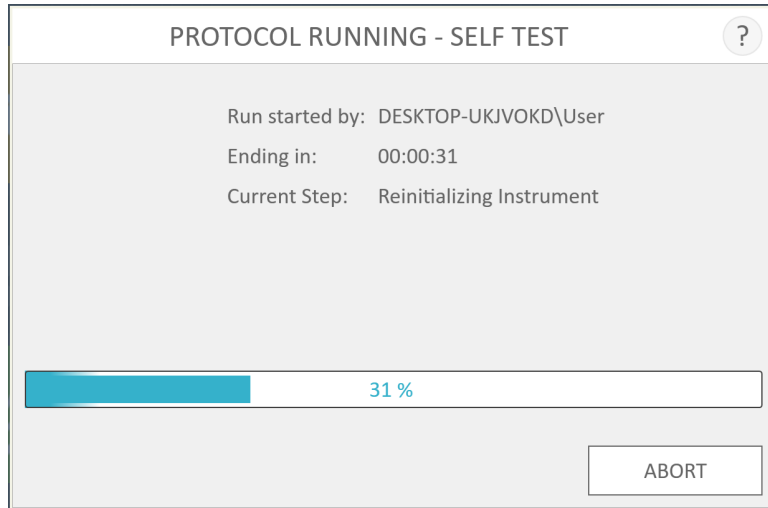 PROTOCOL RUNNING - SELF TEST
?
Run started by: DESKTOP-UKJVOKD\User
Ending in: 00:00:31
Current Step: Reinitializing Instrument
31 %
ABORT